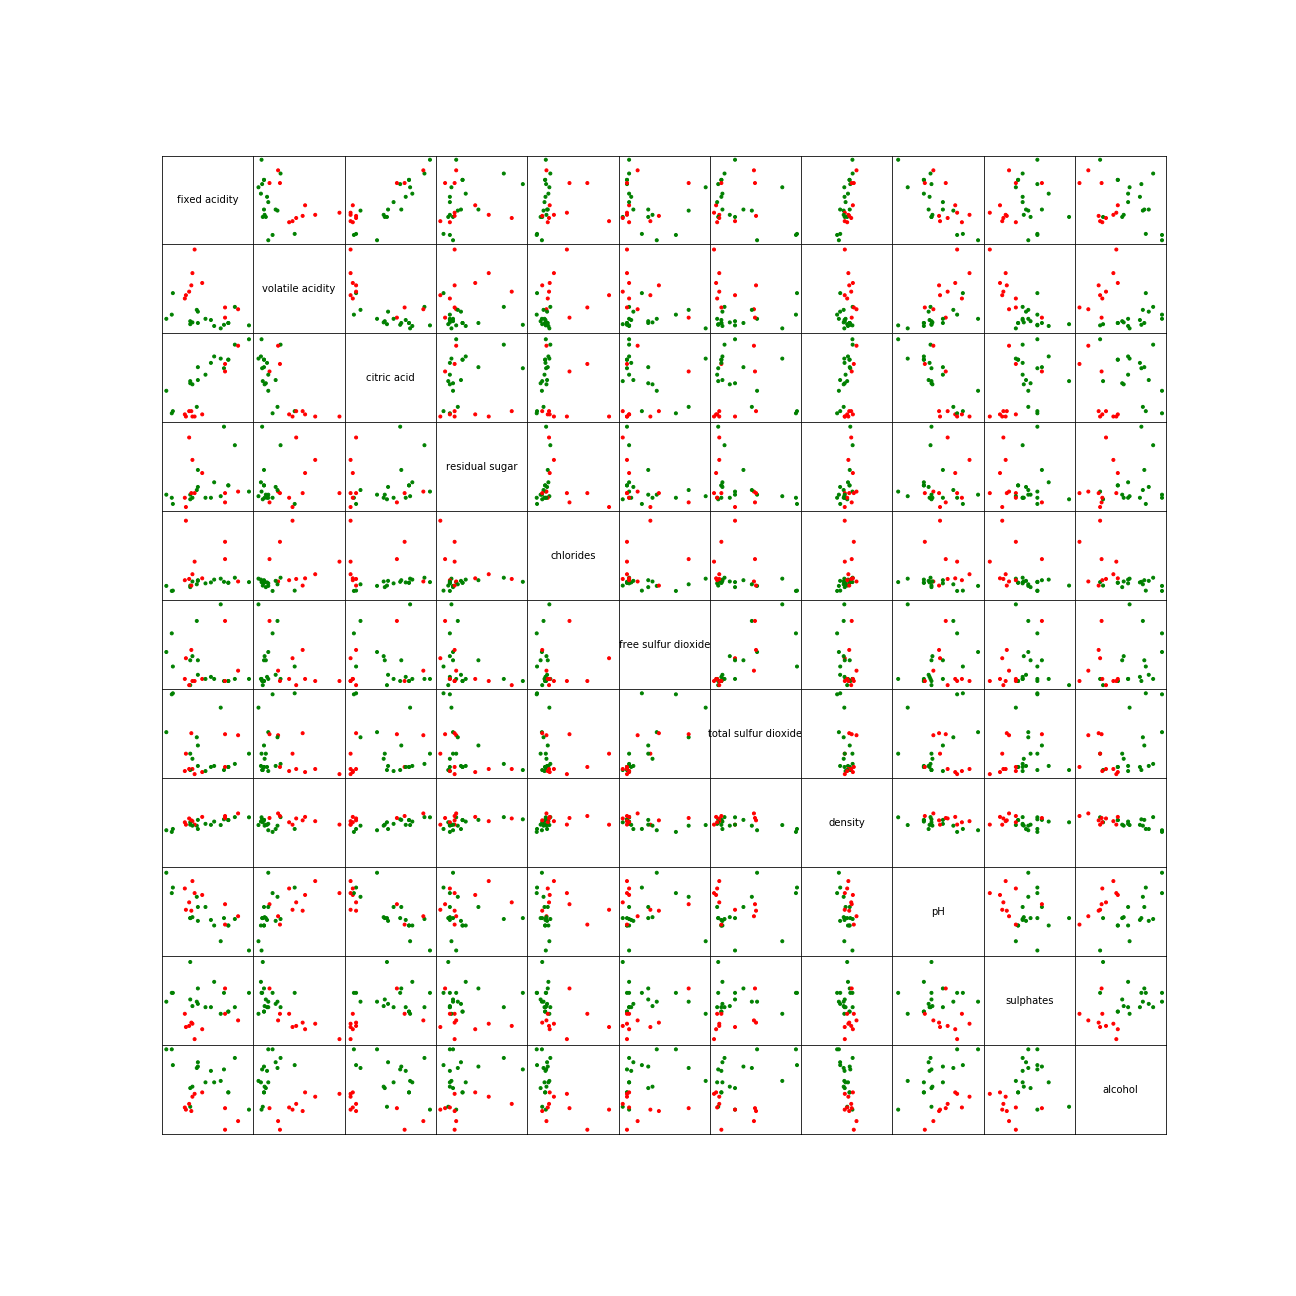 fixed acidity
volatile acidity
citric acid
residual sugar
chlorides
free sulfur dioxide
total sulfur dioxide
density
pH
sulphates
alcohol